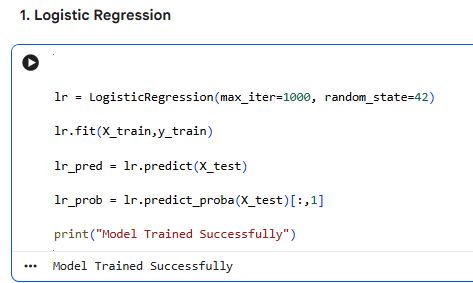 1. Logistic Regression
lr = LogisticRegression(max_iter=1000, random_state=42)
lr.fit(X_train,y_train)
lr_pred = lr.predict(X_test)
lr_prob = lr.predict_proba(X_test)[:,1]
print("Model Trained Successfully")
Model Trained Successfully